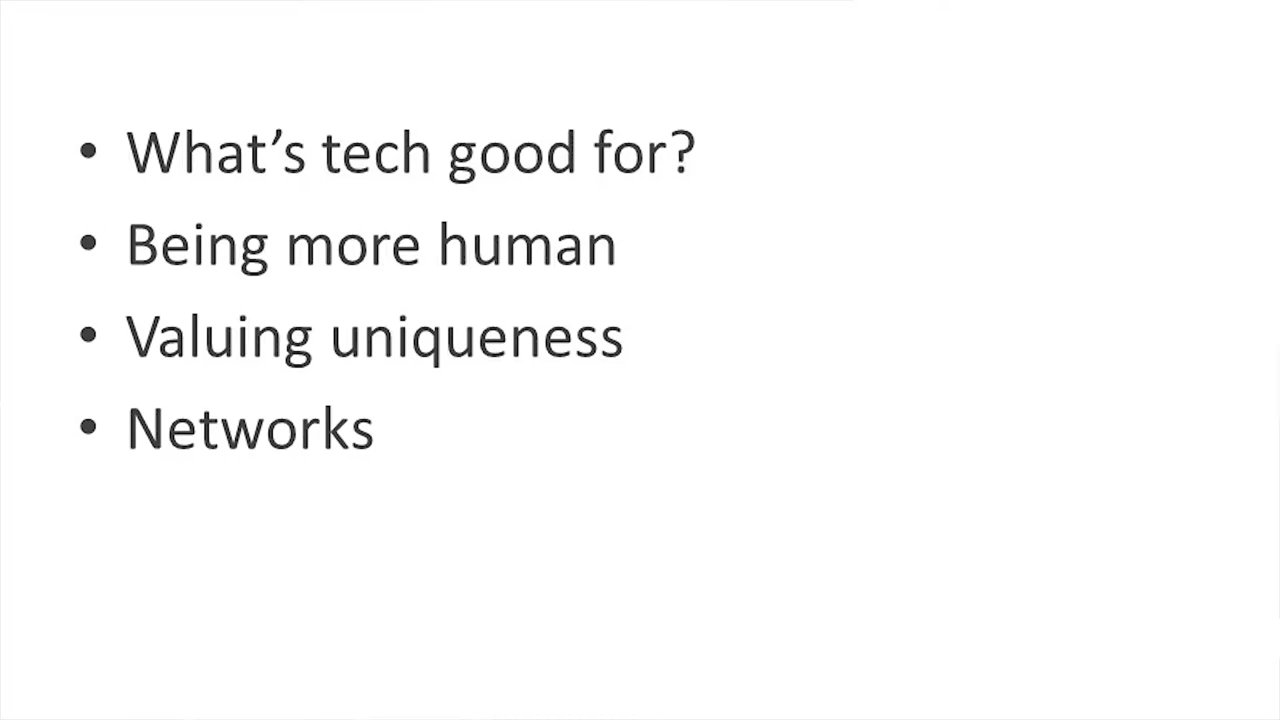 • What’s tech good for?
• Being more human
• Valuing uniqueness
• Networks